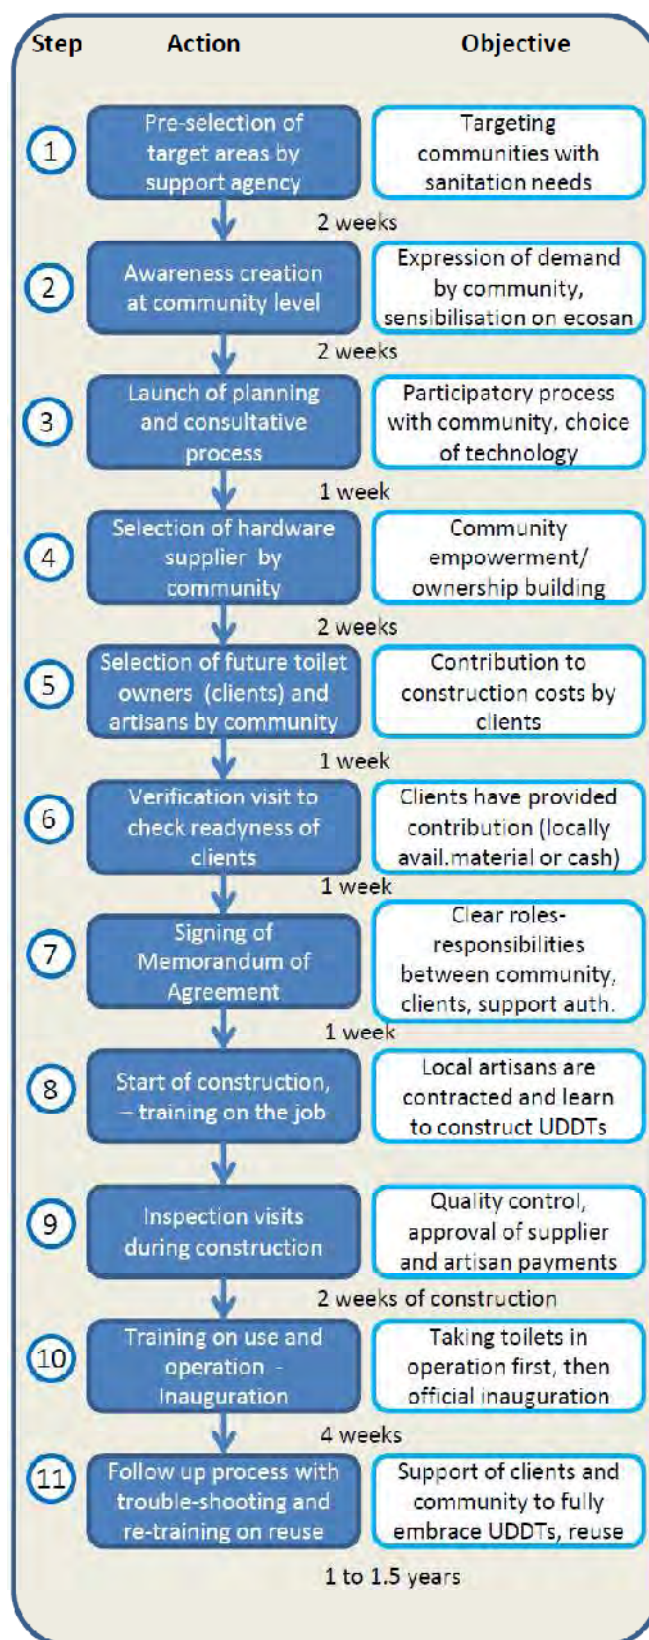 Step Action Objective
1
Pre-selection of
target areas by
support agency
Targeting
communities with
sanitation needs
2 weeks
2
Awareness creation
at community level
Expression of demand
by community,
sensibilisation on ecosan
2 weeks
3
Launch of planning
and consultative
process
Participatory process
with community, choice
of technology
1 week
4
Selection of hardware
supplier by
community
Community
empowerment/
ownership building
2 weeks
5
Selection of future toilet
owners (clients) and
artisans by community
Contribution to
construction costs by
clients
1 week
6
Verification visit to
check readyness of
clients
Clients have provided
contribution (locally
avail.material or cash)
1 week
7
Signing of
Memorandum of
Agreement
Clear roles-
responsibilities
between community,
clients, support auth.
1 week
8
Start of construction,
– training on the job
Local artisans are
contracted and learn
to construct UDDTs
9
Inspection visits
during construction
Quality control,
approval of supplier
and artisan payments
2 weeks of construction
10
Training on use and
operation -
Inauguration
Taking toilets in
operation first, then
official inauguration
4 weeks
11
Follow up process with
trouble-shooting and
re-training on reuse
Support of clients and
community to fully
embrace UDDTs, reuse
1 to 1.5 years